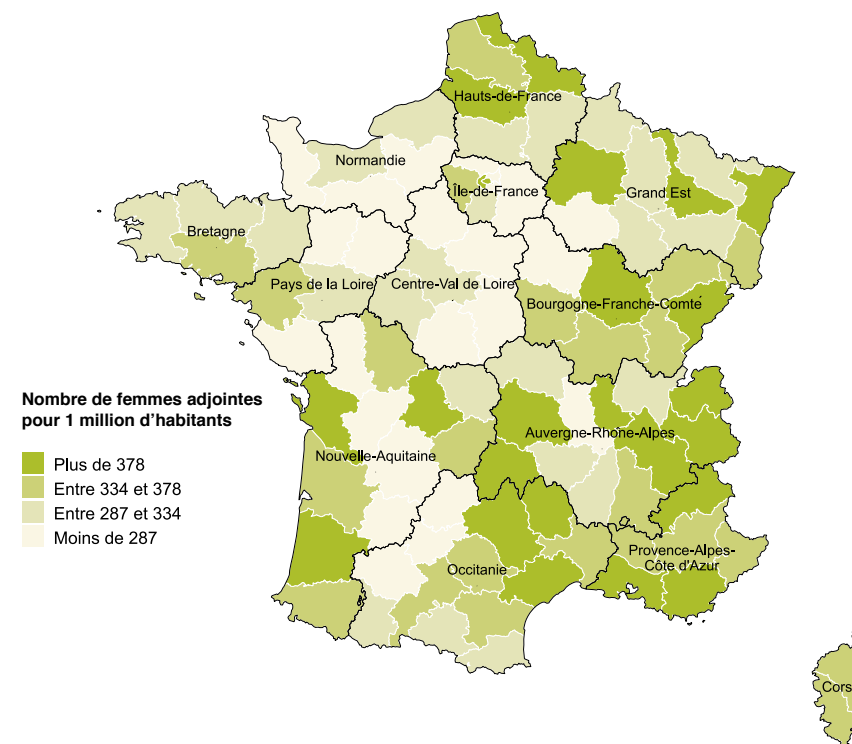 Hauts-de-France
Normandie
Île-de-France
Grand Est
Bretagne
Pays de la Loire
Centre-Val de Loire
Bourgogne-Franche-Comté
Nombre de femmes adjointes
pour 1 million d'habitants
Plus de 378
Entre 334 et 378
Entre 287 et 334
Moins de 287
Auvergne-Rhône-Alpes
Nouvelle-Aquitaine
Occitanie
Provence-Alpes-
Côte d'Azur
Cors